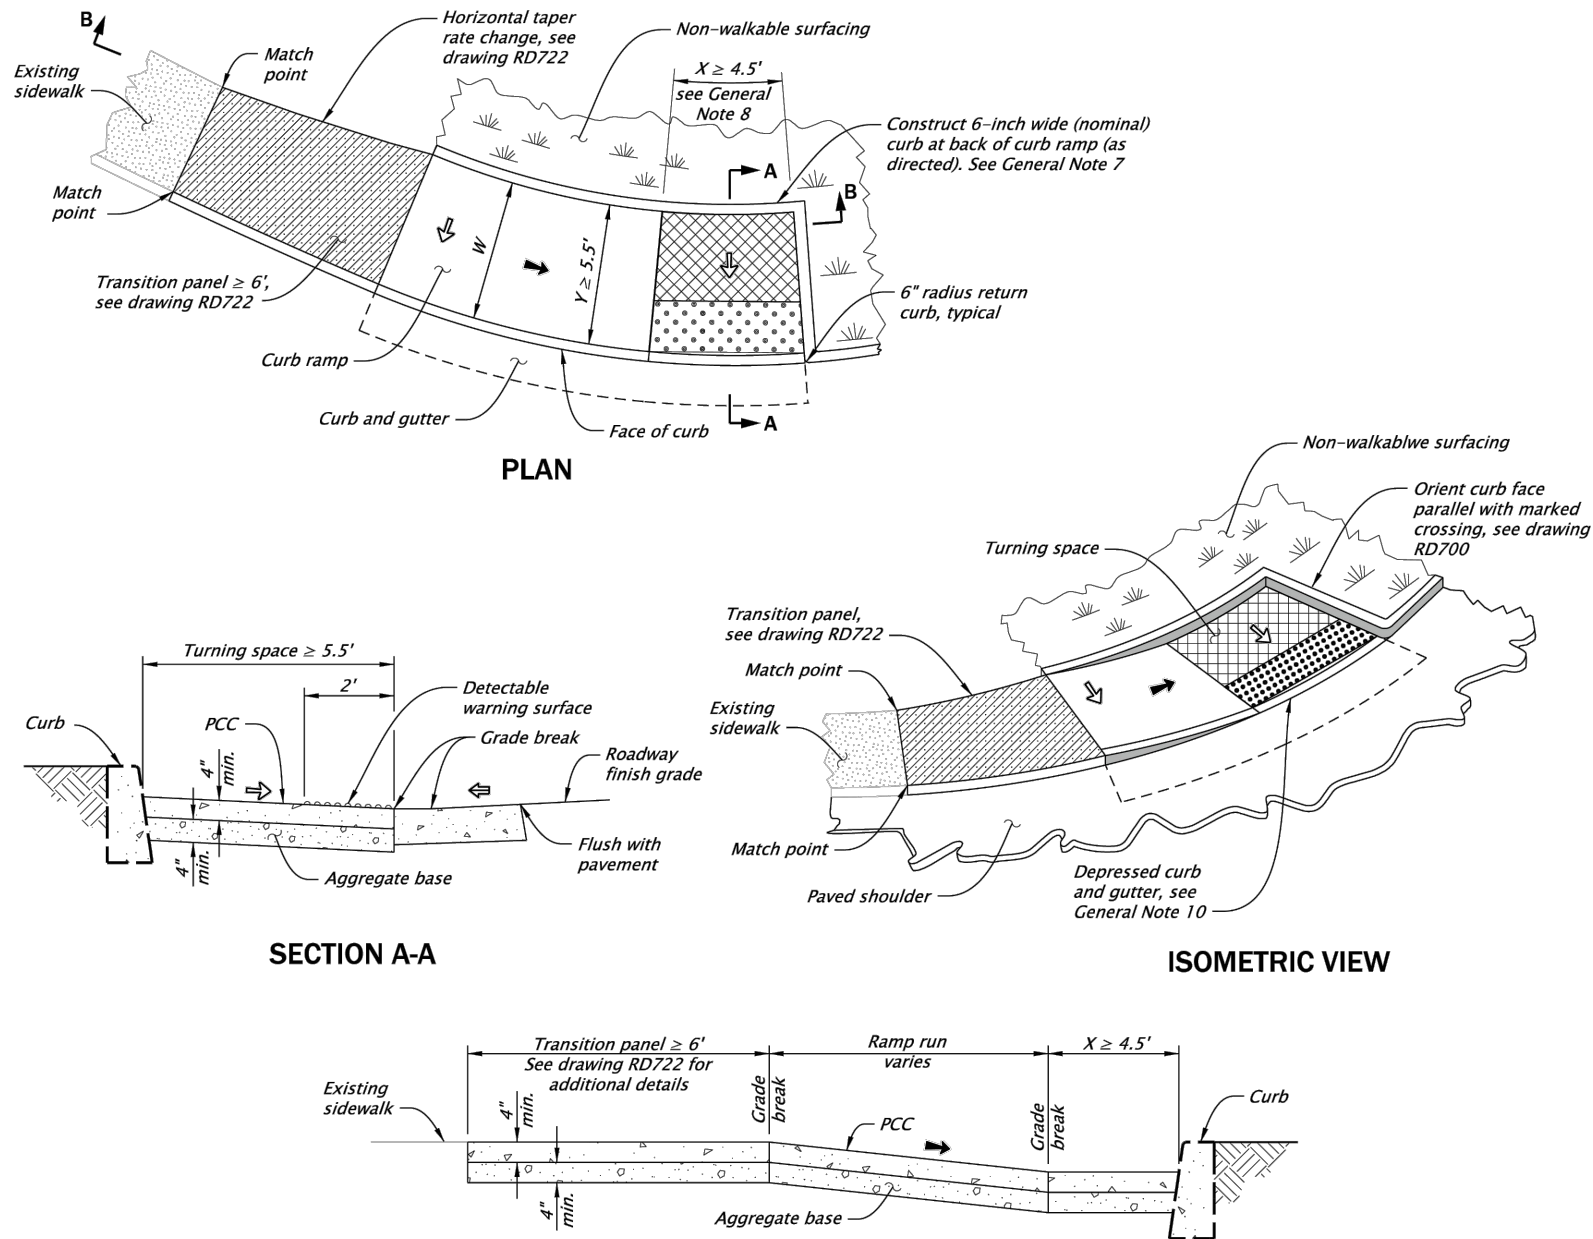 B
Horizontal taper
rate change, see
drawing RD722
Non-walkable surfacing
Match
point
Existing
sidewalk
X ≥ 4.5'
see General
Note 8
Construct 6-inch wide (nominal)
curb at back of curb ramp (as
directed). See General Note 7
A
B
Match
point
W
Y ≥ 5.5'
Transition panel ≥ 6',
see drawing RD722
6" radius return
curb, typical
Curb ramp
Curb and gutter
Face of curb
A
PLAN
Non-walkablwe surfacing
Orient curb face
parallel with marked
crossing, see drawing
RD700
Turning space
Transition panel,
see drawing RD722
Match point
Existing
sidewalk
Match point
Paved shoulder
Depressed curb
and gutter, see
General Note 10
ISOMETRIC VIEW
Turning space ≥ 5.5'
2'
Detectable
warning surface
Curb
PCC
Grade break
Roadway
finish grade
4"
min.
4"
min.
Flush with
pavement
Aggregate base
SECTION A-A
Transition panel ≥ 6'
See drawing RD722 for
additional details
Ramp run
varies
X ≥ 4.5'
Existing
sidewalk
4"
min.
Grade
break
PCC
Grade
break
Curb
4"
min.
Aggregate base